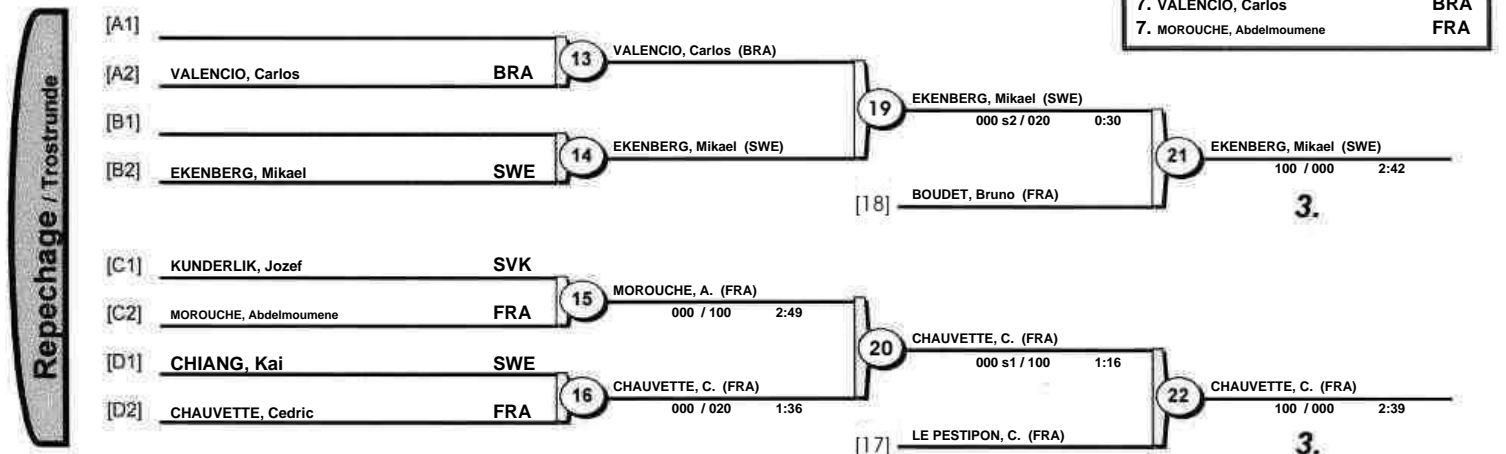 7. VALENCIO, Carlos BRA
7. MOROUCHE, Abdelmoumene FRA
Repechage / Trostrunde
[A1]
[A2] VALENCIO, Carlos BRA
13
VALENCIO, Carlos (BRA)
[B1]
[B2] EKENBERG, Mikael SWE
14
EKENBERG, Mikael (SWE)
19
EKENBERG, Mikael (SWE)
000 s2 / 020 0:30
[18] BOUDET, Bruno (FRA)
21
EKENBERG, Mikael (SWE)
100 / 000 2:42
3.
[C1] KUNDERLIK, Jozef SVK
[C2] MOROUCHE, Abdelmoumene FRA
15
MOROUCHE, A. (FRA)
000 / 100 2:49
[D1] CHIANG, Kai SWE
[D2] CHAUVETTE, Cedric FRA
16
CHAUVETTE, C. (FRA)
000 / 020 1:36
20
CHAUVETTE, C. (FRA)
000 s1 / 100 1:16
[17] LE PESTIPON, C. (FRA)
22
CHAUVETTE, C. (FRA)
100 / 000 2:39
3.